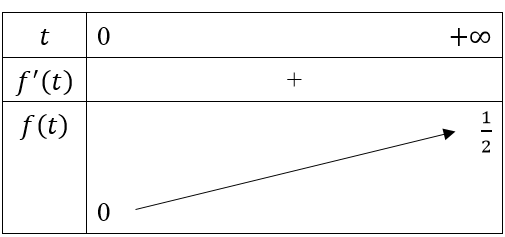 t 0 +∞
f′(t) +
f(t) 1/2
0